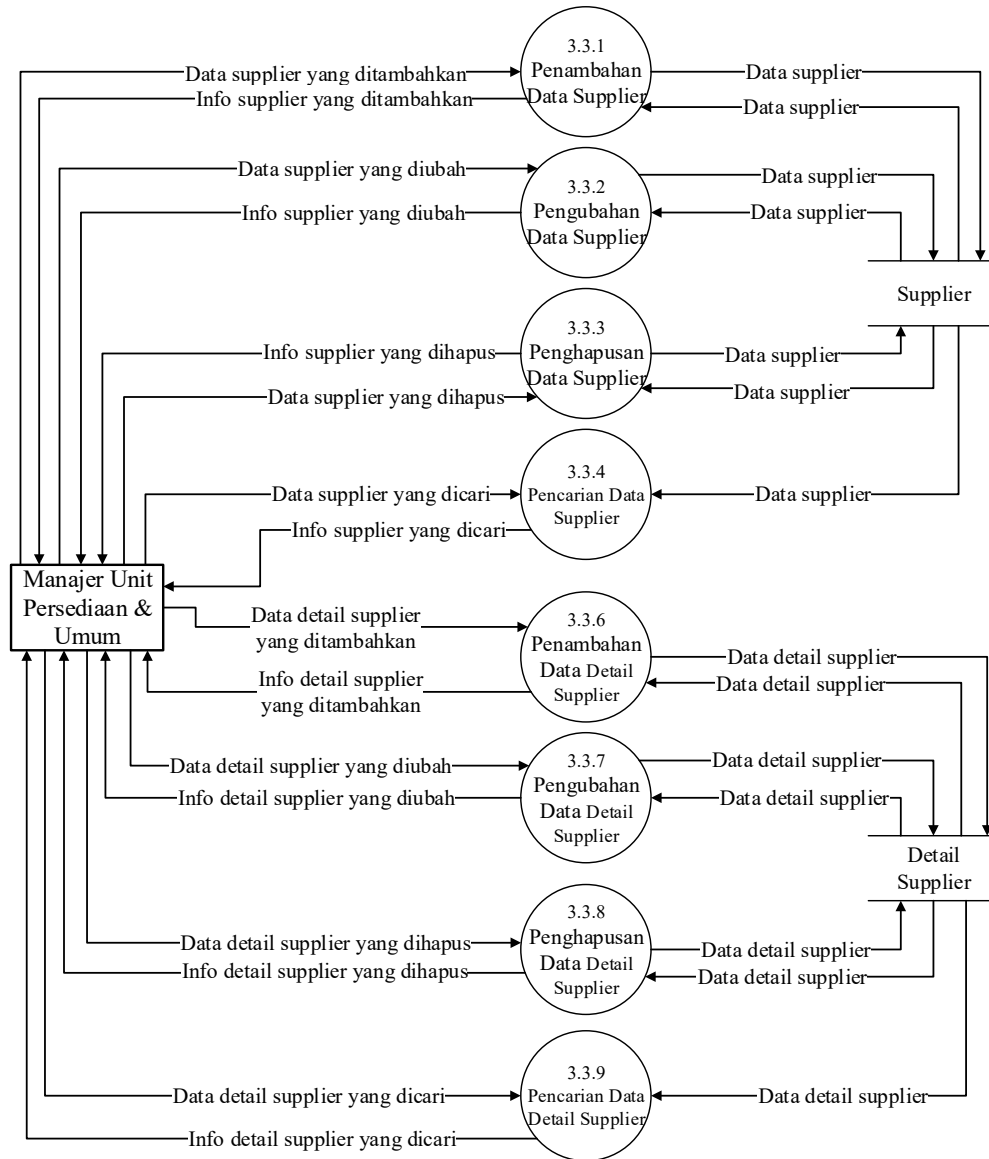 3.3.1
Penambahan
Data Supplier
Data supplier yang ditambahkan
Info supplier yang ditambahkan
Data supplier
Data supplier
3.3.2
Pengubahan
Data Supplier
Data supplier yang diubah
Info supplier yang diubah
Data supplier
Data supplier
Supplier
3.3.3
Penghapusan
Data Supplier
Info supplier yang dihapus
Data supplier yang dihapus
Data supplier
Data supplier
3.3.4
Pencarian Data
Supplier
Data supplier yang dicari
Info supplier yang dicari
Data supplier
Manajer Unit
Persediaan &
Umum
Data detail supplier
yang ditambahkan
Info detail supplier
yang ditambahkan
3.3.6
Penambahan
Data Detail
Supplier
Data detail supplier
Data detail supplier
3.3.7
Pengubahan
Data Detail
Supplier
Data detail supplier yang diubah
Info detail supplier yang diubah
Data detail supplier
Data detail supplier
Detail
Supplier
3.3.8
Penghapusan
Data Detail
Supplier
Data detail supplier yang dihapus
Info detail supplier yang dihapus
Data detail supplier
Data detail supplier
3.3.9
Pencarian Data
Detail Supplier
Data detail supplier yang dicari
Info detail supplier yang dicari
Data detail supplier